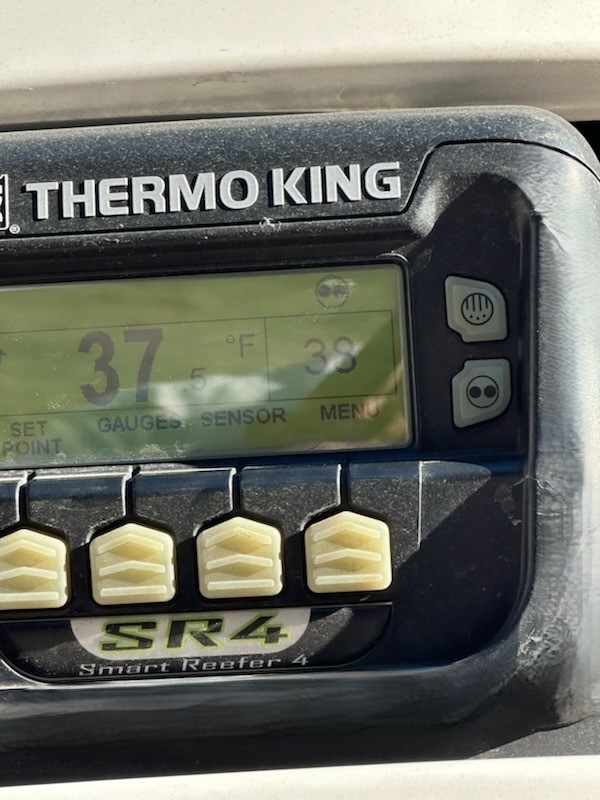 THERMO KING
®
37 5 °F 38
SET POINT GAUGES SENSOR MENU
SR4
Smart Reefer 4